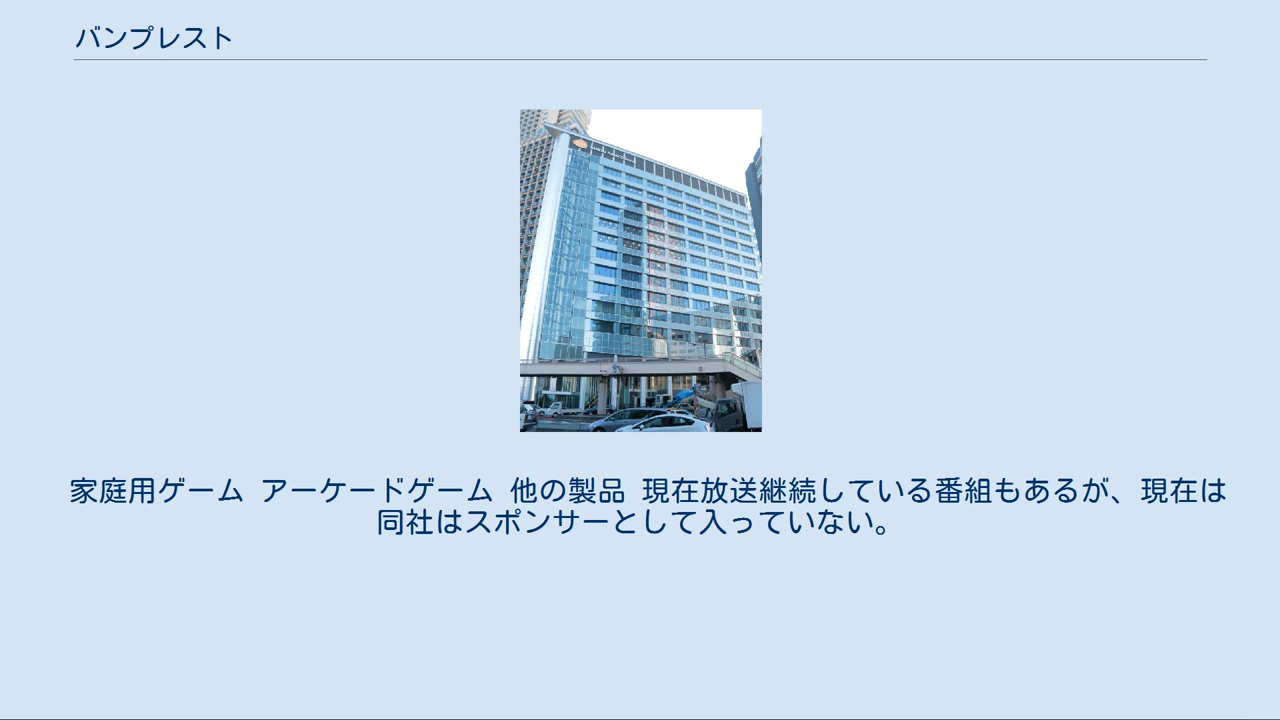 バンプレスト
家庭用ゲーム アーケードゲーム 他の製品 現在放送継続している番組もあるが、現在は
同社はスポンサーとして入っていない。